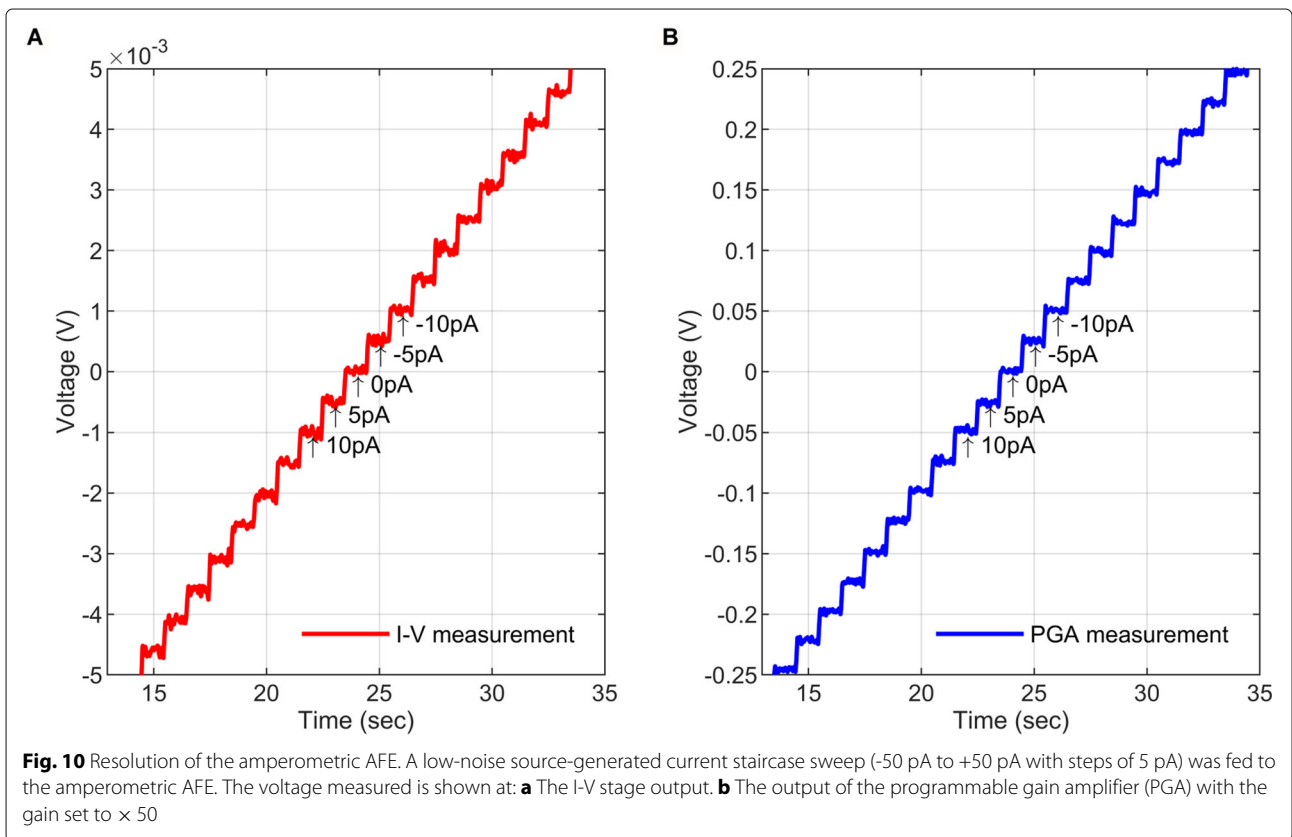 A
B
×10⁻³
5
4
3
2
1
0
-1
-2
-3
-4
-5
Voltage (V)
↑ -10pA
↑ -5pA
↑ 0pA
↑ 5pA
↑ 10pA
I-V measurement
15 20 25 30 35
Time (sec)
0.25
0.2
0.15
0.1
0.05
0
-0.05
-0.1
-0.15
-0.2
-0.25
Voltage (V)
↑ -10pA
↑ -5pA
↑ 0pA
↑ 5pA
↑ 10pA
PGA measurement
15 20 25 30 35
Time (sec)
Fig. 10 Resolution of the amperometric AFE. A low-noise source-generated current staircase sweep (-50 pA to +50 pA with steps of 5 pA) was fed to
the amperometric AFE. The voltage measured is shown at: a The I-V stage output. b The output of the programmable gain amplifier (PGA) with the
gain set to × 50